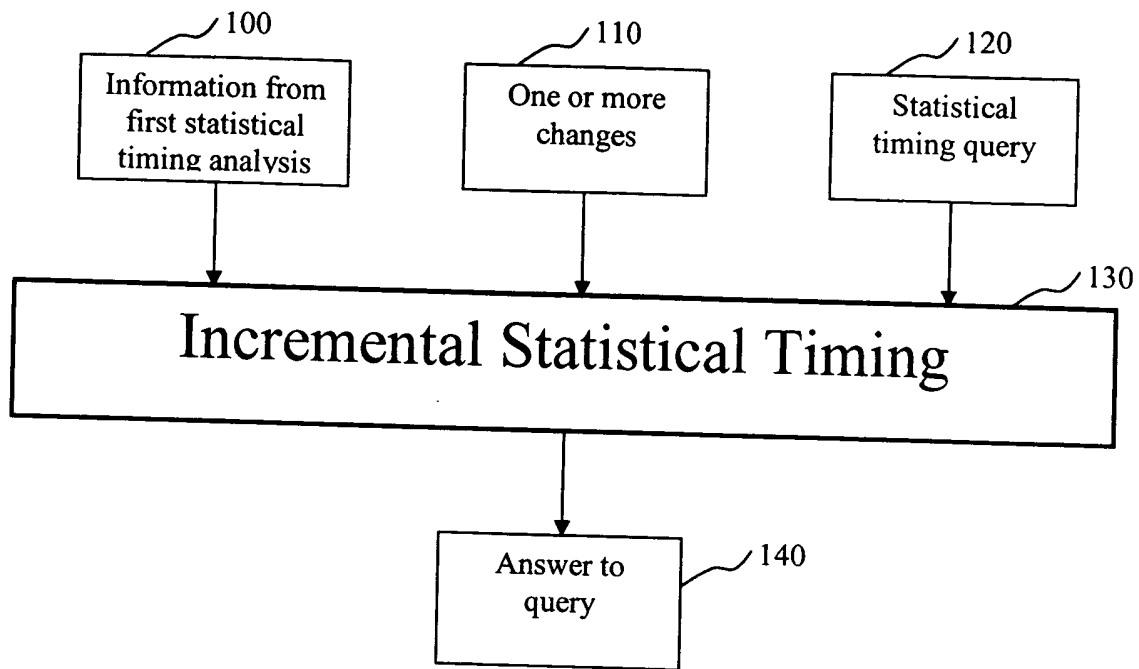 100
110
120
Information from
first statistical
timing analysis
One or more
changes
Statistical
timing query
130
Incremental Statistical Timing
Answer to
query
140